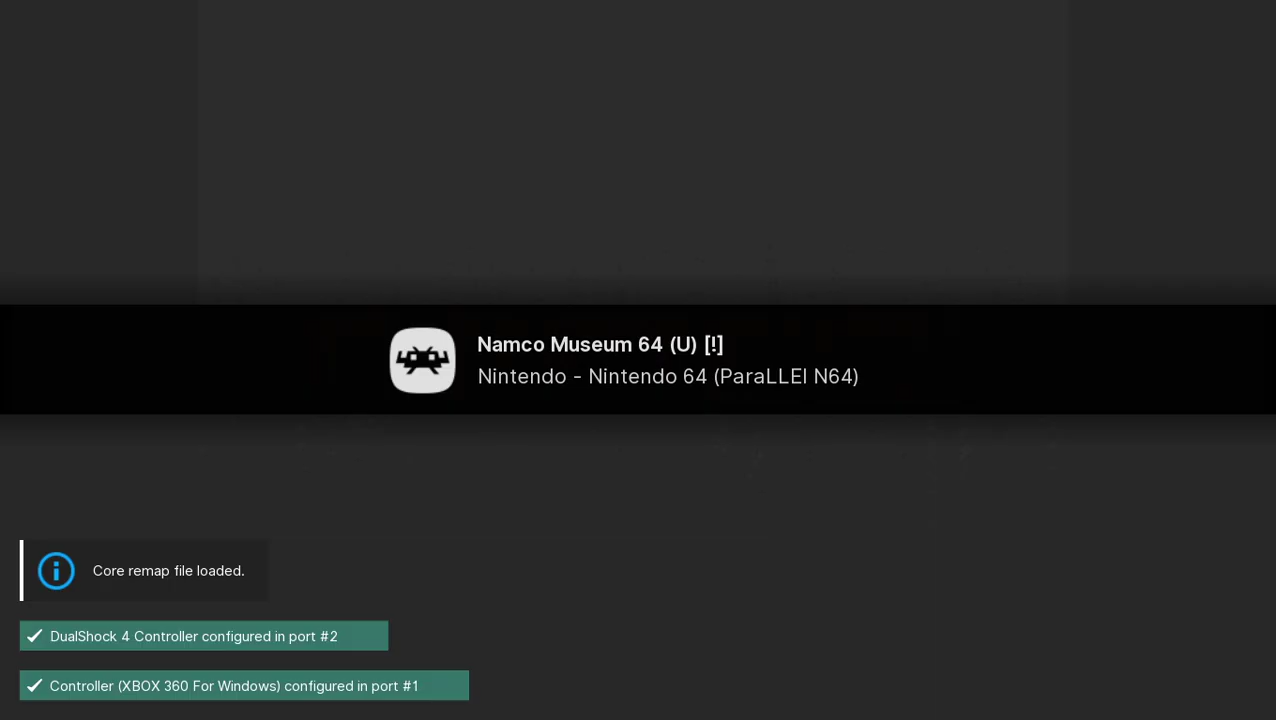 Namco Museum 64 (U) [!]
Nintendo - Nintendo 64 (ParaLLEl N64)
Core remap file loaded.
DualShock 4 Controller configured in port #2
Controller (XBOX 360 For Windows) configured in port #1